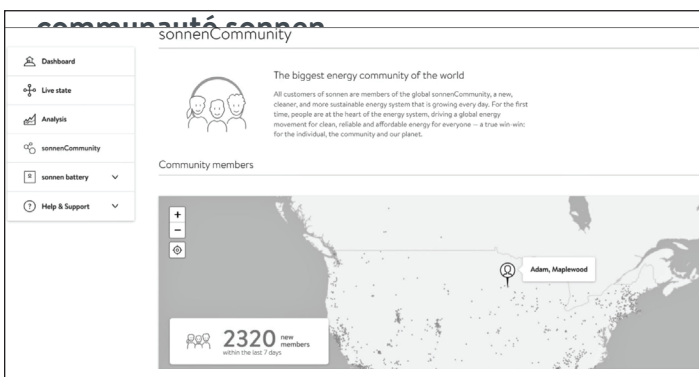 communauté sonnen
sonnenCommunity
Dashboard
Live state
Analysis
sonnenCommunity
sonnen battery
Help & Support
The biggest energy community of the world
All customers of sonnen are members of the global sonnenCommunity, a new,
cleaner, and more sustainable energy system that is growing every day. For the first
time, people are at the heart of the energy system, driving a global energy
movement for clean, reliable and affordable energy for everyone — a true win-win:
for the individual, the community and our planet.
Community members
+
−
Adam, Maplewood
2320 new
members
within the last 7 days